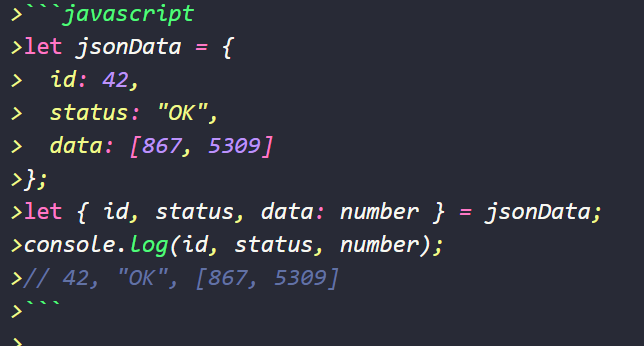 >```javascript
>let jsonData = {
>  id: 42,
>  status: "OK",
>  data: [867, 5309]
>};
>let { id, status, data: number } = jsonData;
>console.log(id, status, number);
>// 42, "OK", [867, 5309]
>```
>